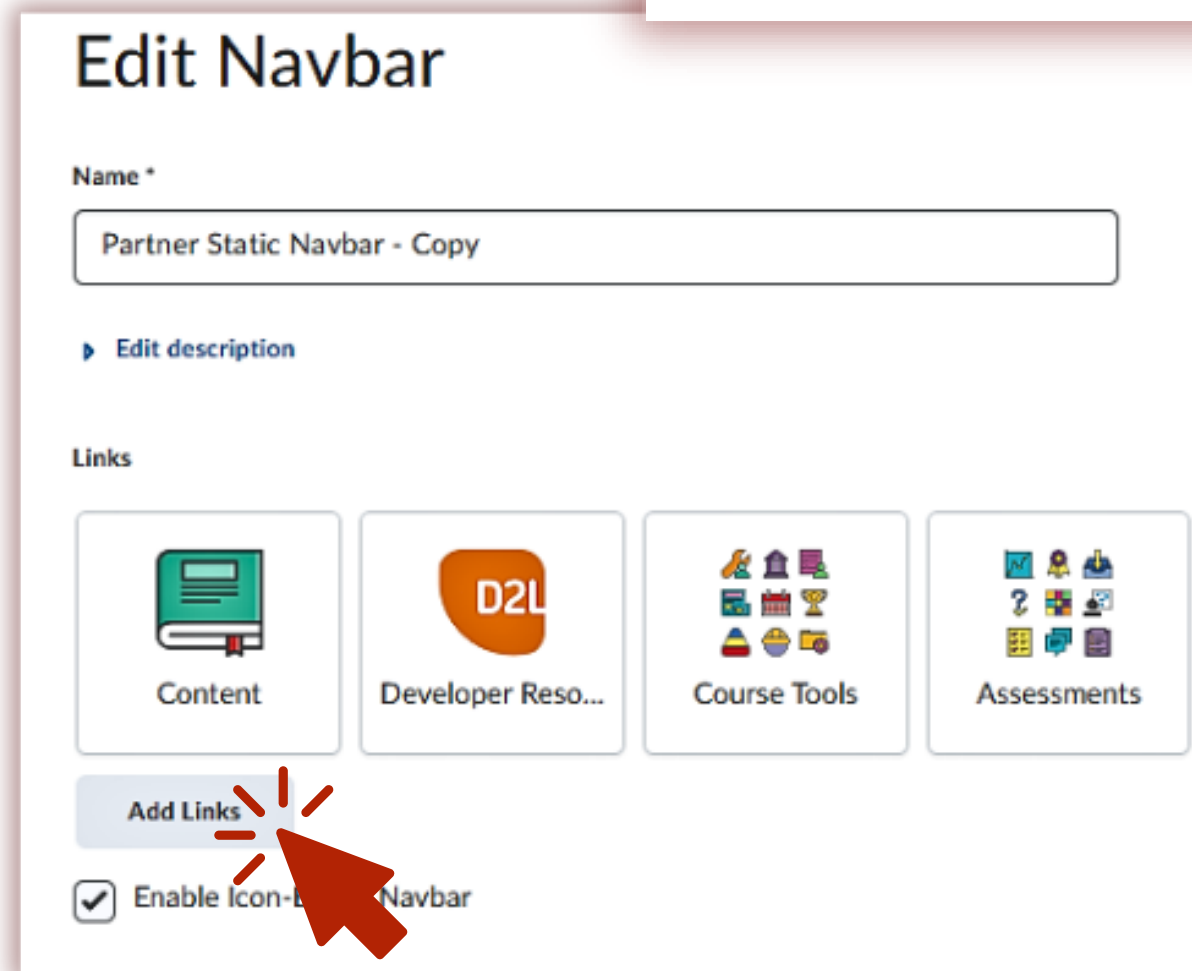 Edit Navbar
Name *
Partner Static Navbar - Copy
Edit description
Links
D2L
Content
Developer Reso...
Course Tools
Assessments
Add Links
Enable Icon- Navbar